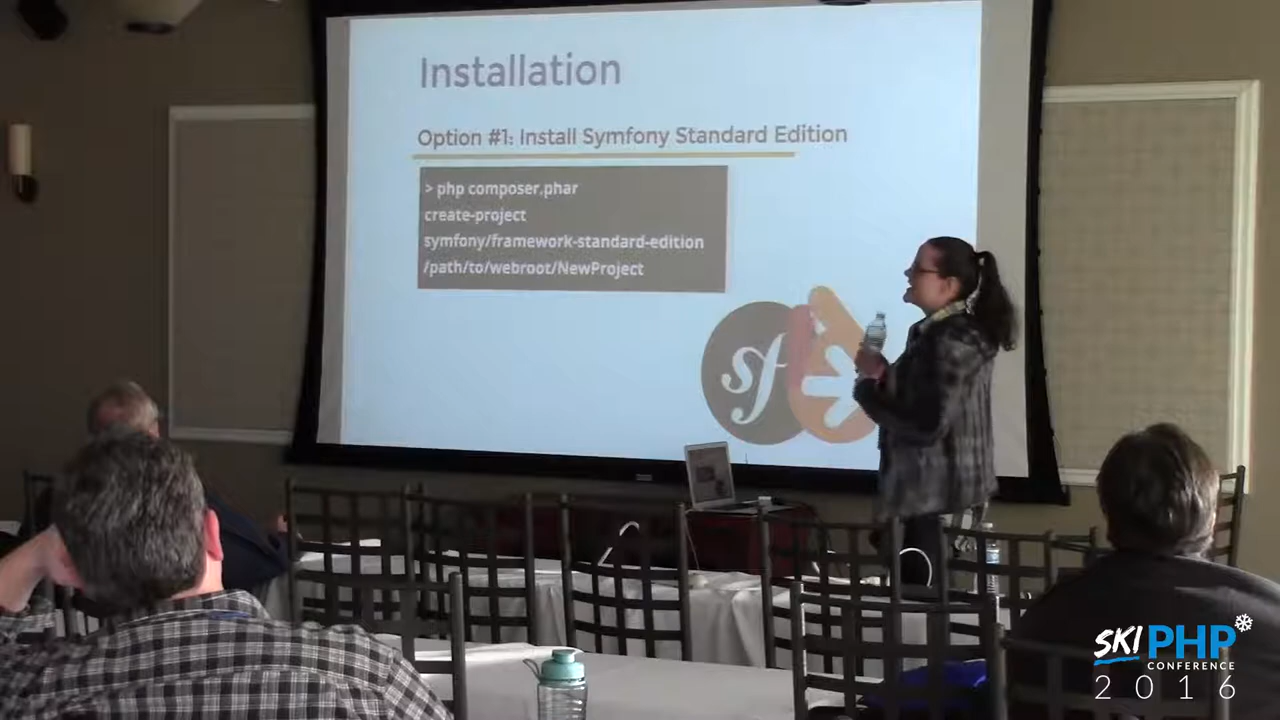 Installation
Option #1: Install Symfony Standard Edition
> php composer.phar
create-project
symfony/framework-standard-edition
/path/to/webroot/NewProject
sf
SKI PHP
CONFERENCE
2016